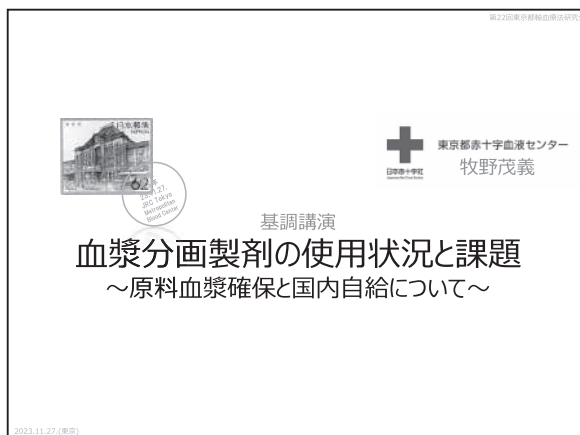 第22回東京都輸血療法研究会
日本郵便
NIPPON
62
23.11.27.
JRC Tokyo
Metropolitan
Blood Center
日本赤十字社
東京都赤十字血液センター
牧野茂義
基調講演
血漿分画製剤の使用状況と課題
～原料血漿確保と国内自給について～
2023.11.27.(東京)